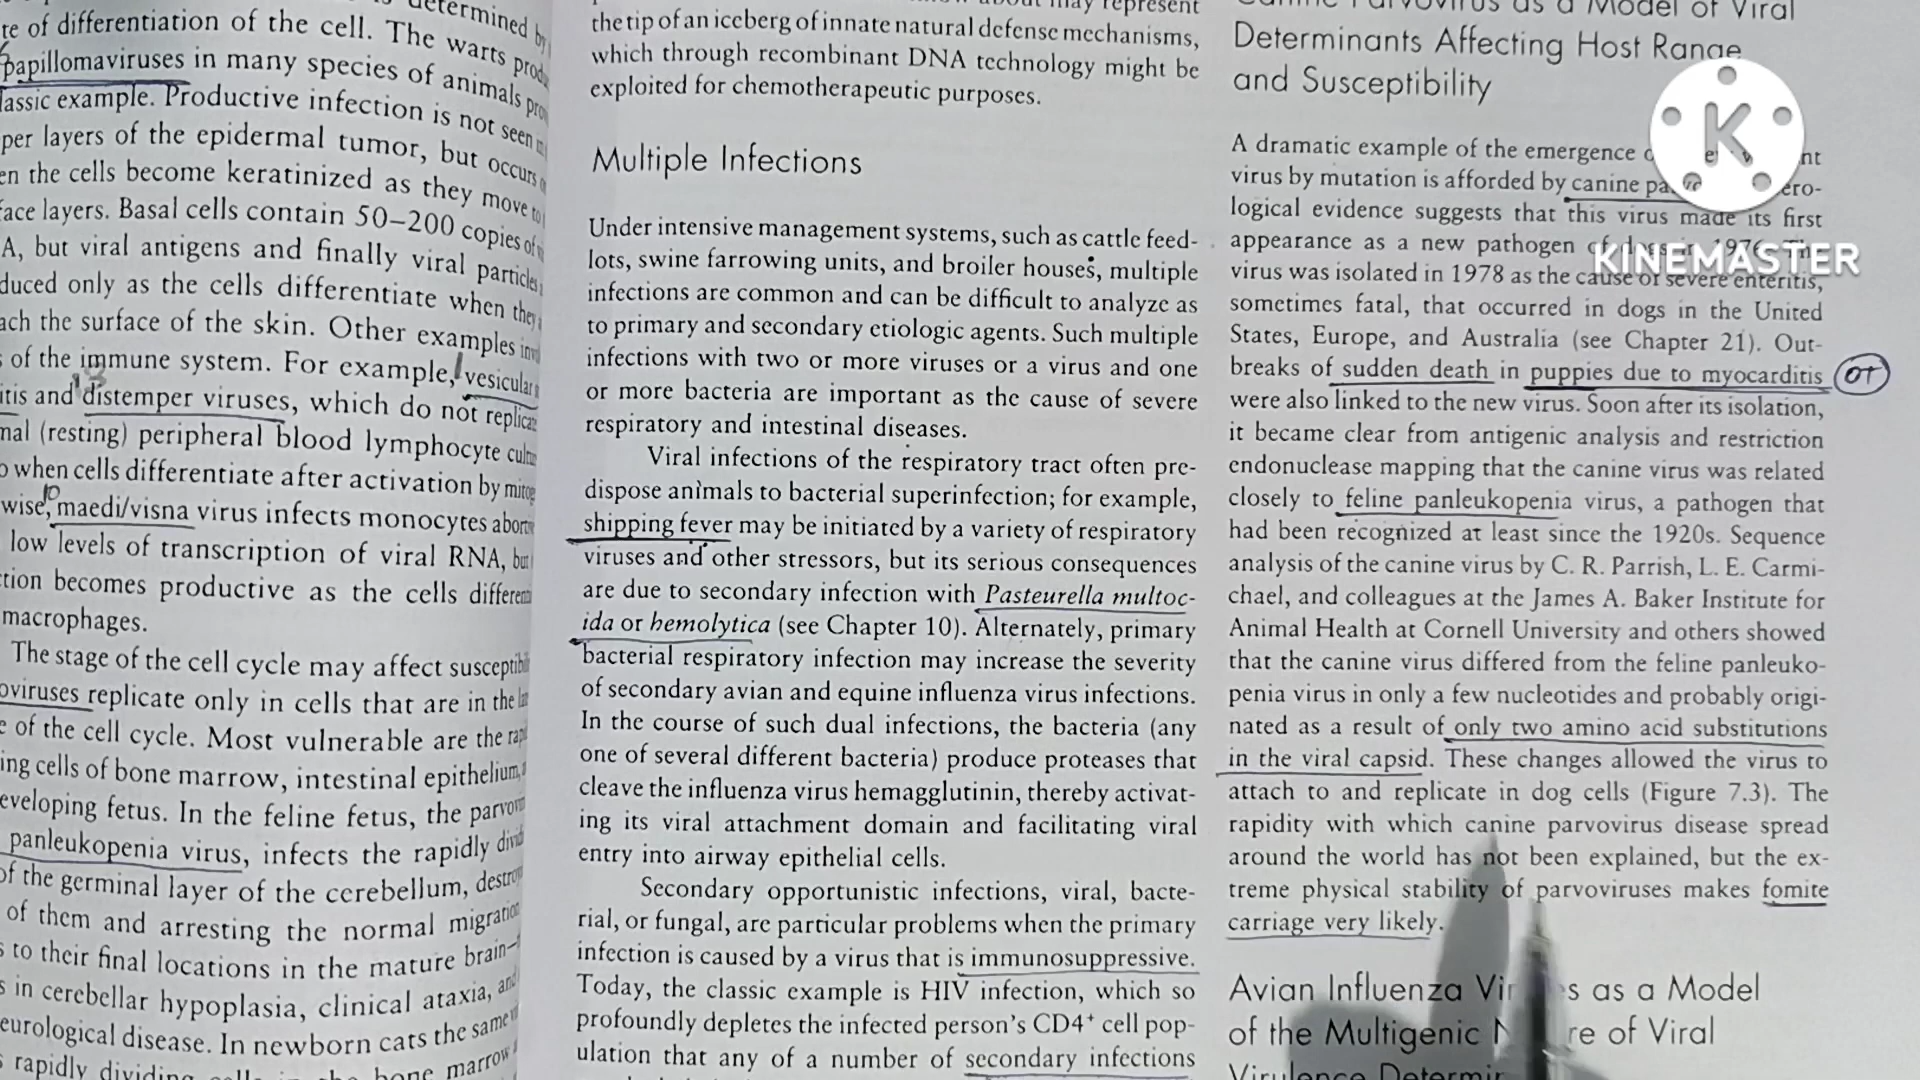 determined by
te of differentiation of the cell. The warts
papillomaviruses in many species of animals
lassic example. Productive infection is not seen
per layers of the epidermal tumor, but occurs
en the cells become keratinized as they move
face layers. Basal cells contain 50–200 copies of
A, but viral antigens and finally viral particles
duced only as the cells differentiate when they
ach the surface of the skin. Other examples
of the immune system. For example, vesicular
itis and distemper viruses, which do not
nal (resting) peripheral blood lymphocyte
o when cells differentiate after activation by
wise, maedi/visna virus infects monocytes
low levels of transcription of viral RNA,
tion becomes productive as the cells
macrophages.
The stage of the cell cycle may affect
oviruses replicate only in cells that are in the
e of the cell cycle. Most vulnerable are the
ing cells of bone marrow, intestinal epithelium,
eveloping fetus. In the feline fetus, the
panleukopenia virus, infects the rapidly
of the germinal layer of the cerebellum,
of them and arresting the normal
s to their final locations in the mature brain–
s in cerebellar hypoplasia, clinical ataxia,
eurological disease. In newborn cats the same
s rapidly dividing bone marrow
may represent
the tip of an iceberg of innate natural defense mechanisms,
which through recombinant DNA technology might be
exploited for chemotherapeutic purposes.
Multiple Infections
Under intensive management systems, such as cattle feed-
lots, swine farrowing units, and broiler houses, multiple
infections are common and can be difficult to analyze as
to primary and secondary etiologic agents. Such multiple
infections with two or more viruses or a virus and one
or more bacteria are important as the cause of severe
respiratory and intestinal diseases.
Viral infections of the respiratory tract often pre-
dispose animals to bacterial superinfection; for example,
shipping fever may be initiated by a variety of respiratory
viruses and other stressors, but its serious consequences
are due to secondary infection with Pasteurella multoc-
ida or hemolytica (see Chapter 10). Alternately, primary
bacterial respiratory infection may increase the severity
of secondary avian and equine influenza virus infections.
In the course of such dual infections, the bacteria (any
one of several different bacteria) produce proteases that
cleave the influenza virus hemagglutinin, thereby activat-
ing its viral attachment domain and facilitating viral
entry into airway epithelial cells.
Secondary opportunistic infections, viral, bacte-
rial, or fungal, are particular problems when the primary
infection is caused by a virus that is immunosuppressive.
Today, the classic example is HIV infection, which so
profoundly depletes the infected person's CD4⁺ cell pop-
ulation that any of a number of secondary infections
Canine Parvovirus as a Model of Viral
Determinants Affecting Host Range
and Susceptibility
A dramatic example of the emergence
virus by mutation is afforded by canine ero-
logical evidence suggests that this virus made its first
appearance as a new pathogen of dogs in 1976. The
virus was isolated in 1978 as the cause of severe enteritis,
sometimes fatal, that occurred in dogs in the United
States, Europe, and Australia (see Chapter 21). Out-
breaks of sudden death in puppies due to myocarditis
were also linked to the new virus. Soon after its isolation,
it became clear from antigenic analysis and restriction
endonuclease mapping that the canine virus was related
closely to feline panleukopenia virus, a pathogen that
had been recognized at least since the 1920s. Sequence
analysis of the canine virus by C. R. Parrish, L. E. Carmi-
chael, and colleagues at the James A. Baker Institute for
Animal Health at Cornell University and others showed
that the canine virus differed from the feline panleuko-
penia virus in only a few nucleotides and probably origi-
nated as a result of only two amino acid substitutions
in the viral capsid. These changes allowed the virus to
attach to and replicate in dog cells (Figure 7.3). The
rapidity with which canine parvovirus disease spread
around the world has not been explained, but the ex-
treme physical stability of parvoviruses makes fomite
carriage very likely.
Avian Influenza as a Model
of the Multigenic of Viral
Virulence
K
KINEMASTER